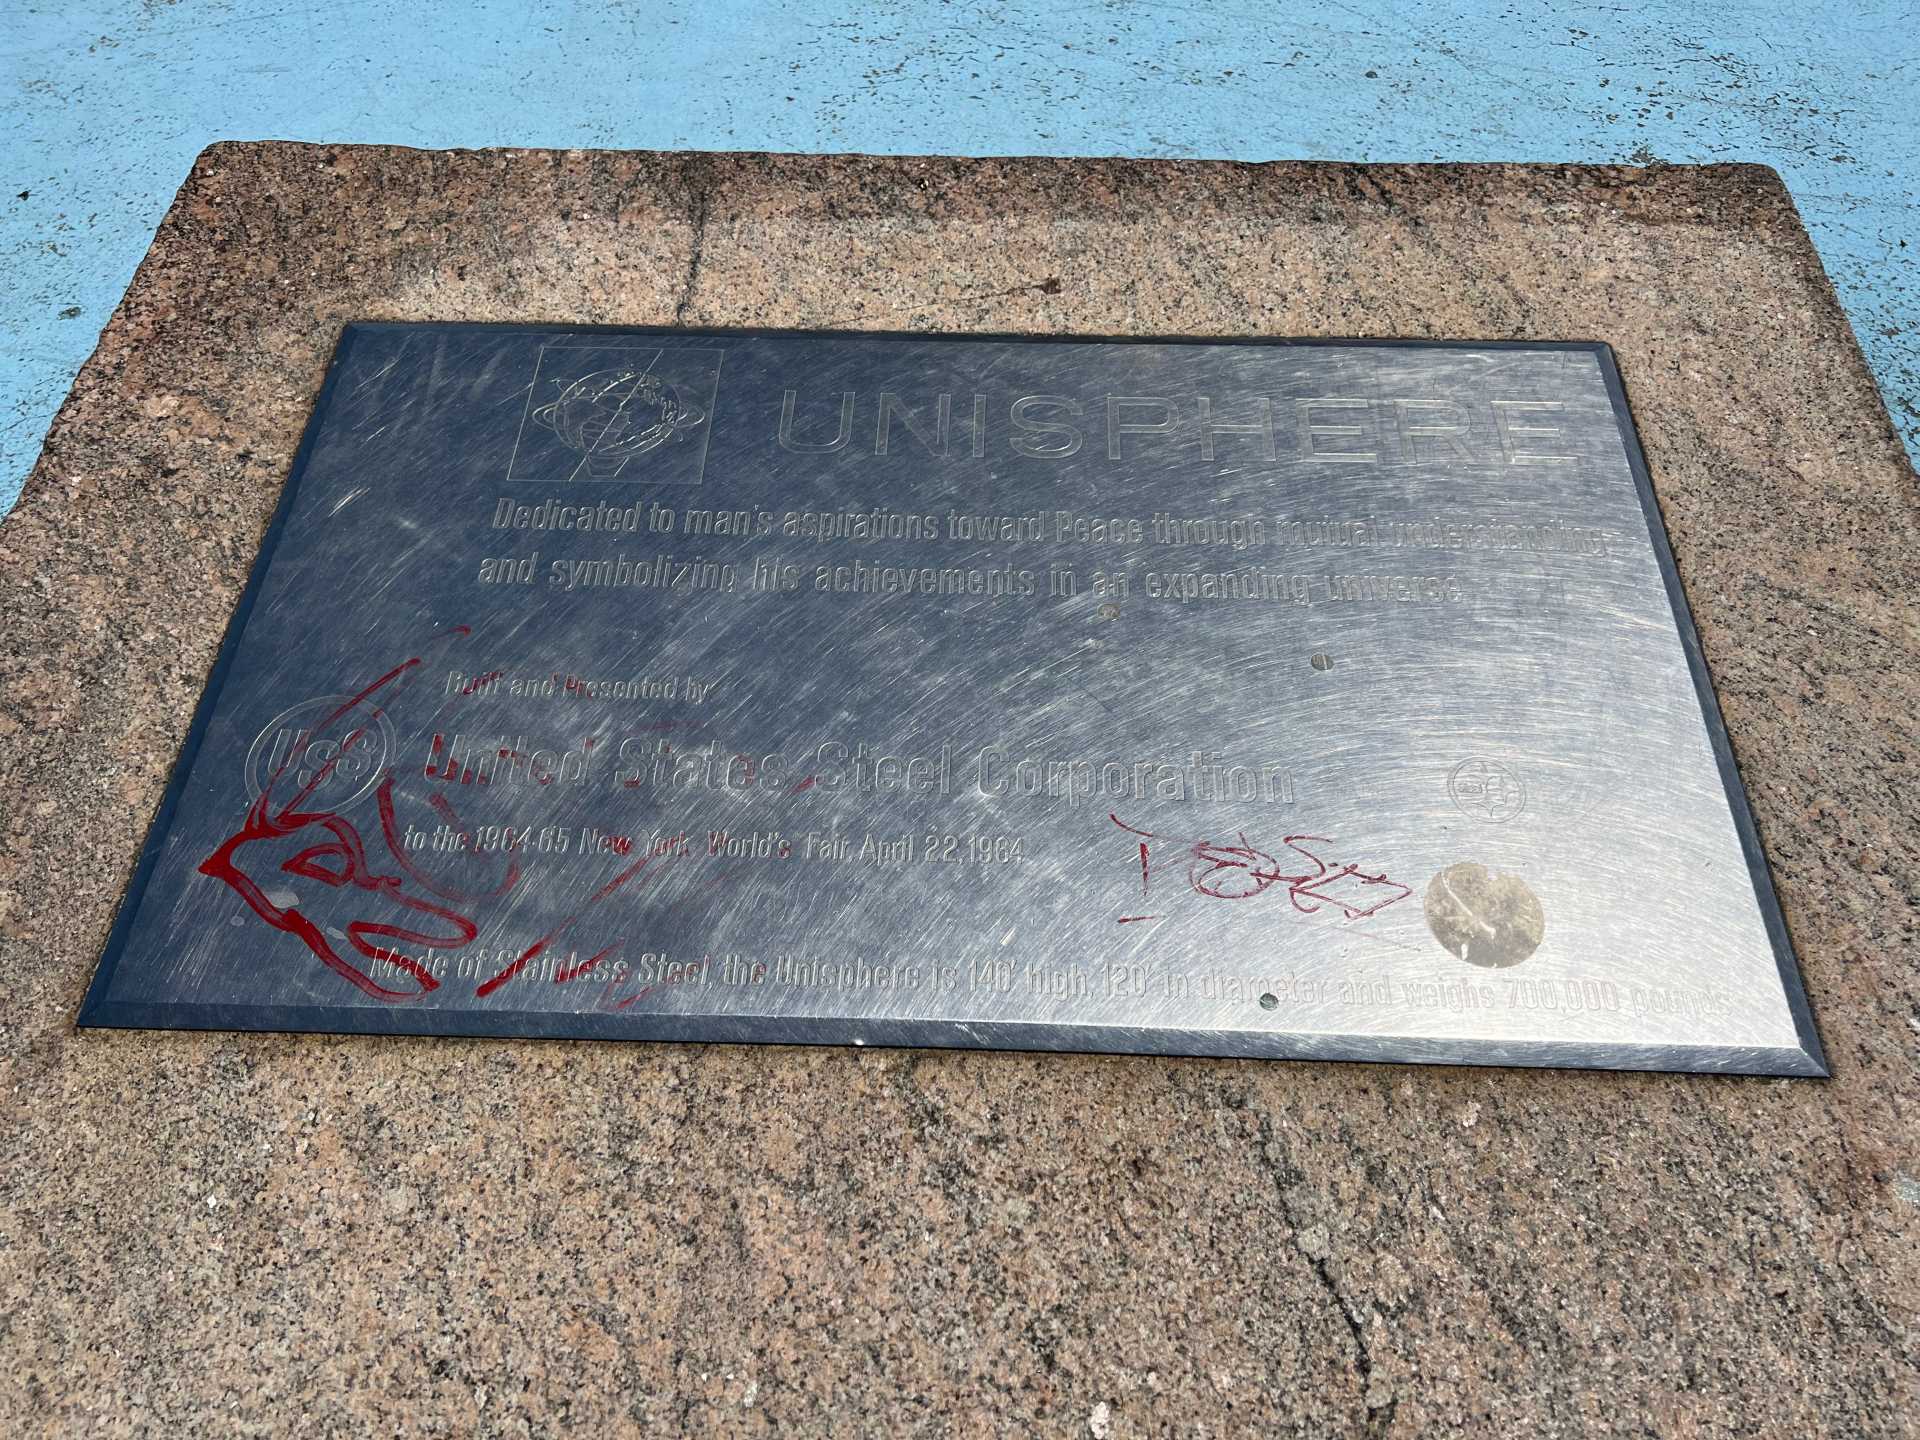 UNISPHERE
Dedicated to man's aspirations toward Peace through mutual understanding
and symbolizing his achievements in an expanding universe
Built and Presented by
USS United States Steel Corporation
to the 1964-65 New York World's Fair, April 22, 1964
Made of Stainless Steel, the Unisphere is 140' high, 120' in diameter and weighs 700,000 pounds